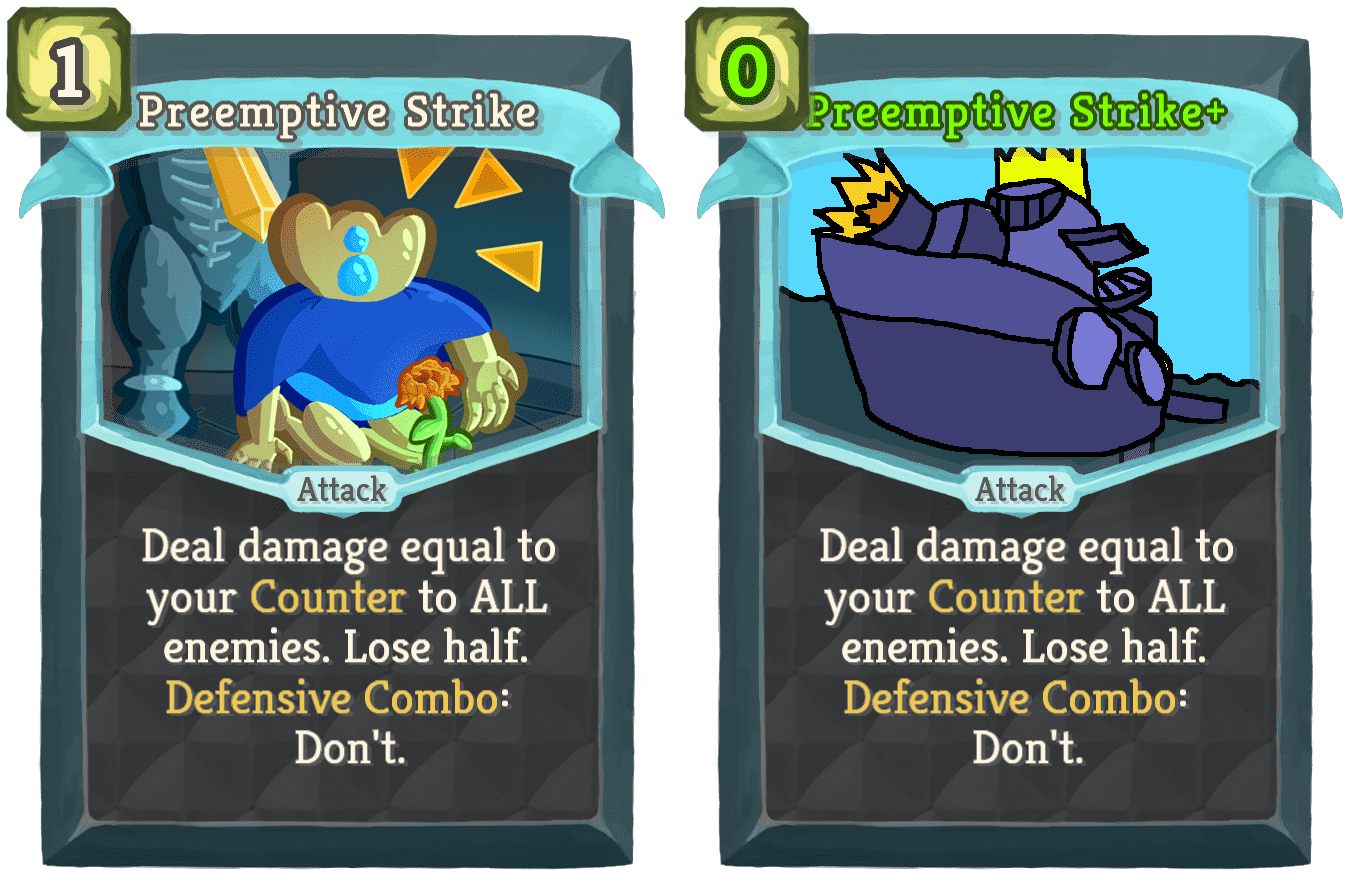 1
Preemptive Strike
Attack
Deal damage equal to
your Counter to ALL
enemies. Lose half.
Defensive Combo:
Don't.
0
Preemptive Strike+
Attack
Deal damage equal to
your Counter to ALL
enemies. Lose half.
Defensive Combo:
Don't.